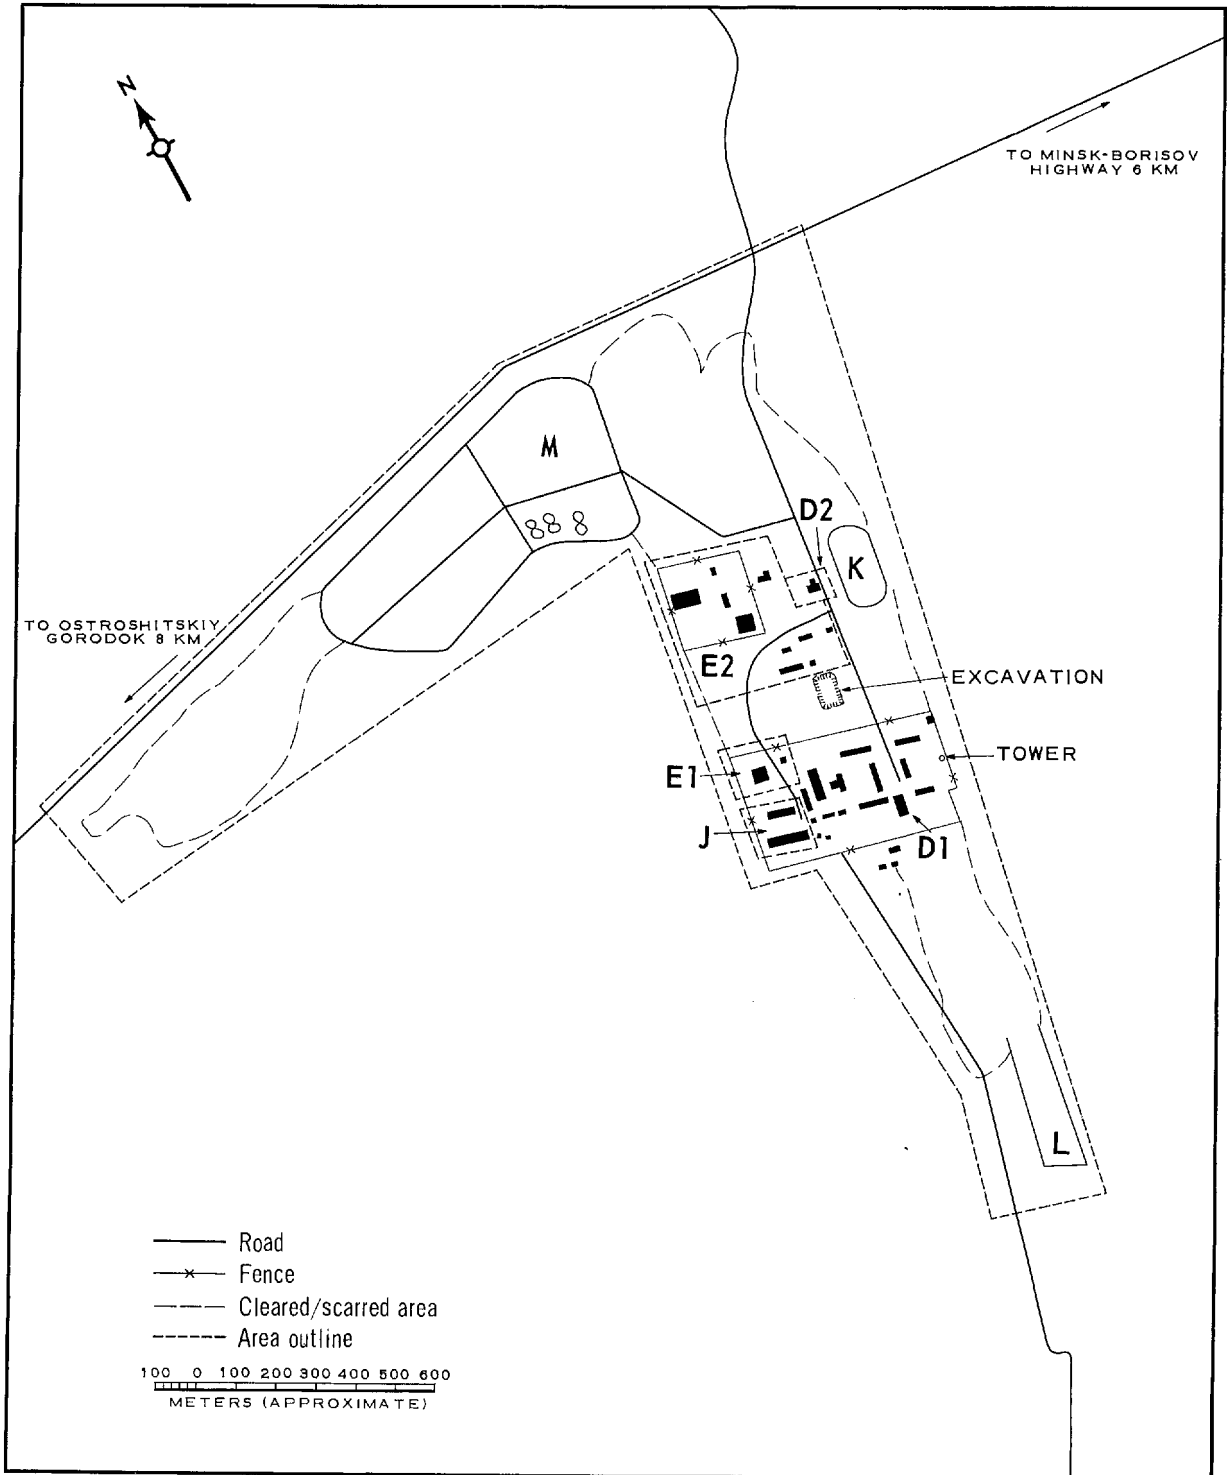 N
TO MINSK-BORISOV
HIGHWAY 6 KM
M
D2
K
TO OSTROSHITSKIY
GORODOK 8 KM
E2
EXCAVATION
TOWER
E1
J
D1
L
Road
Fence
Cleared/scarred area
Area outline
100 0 100 200 300 400 500 600
METERS (APPROXIMATE)